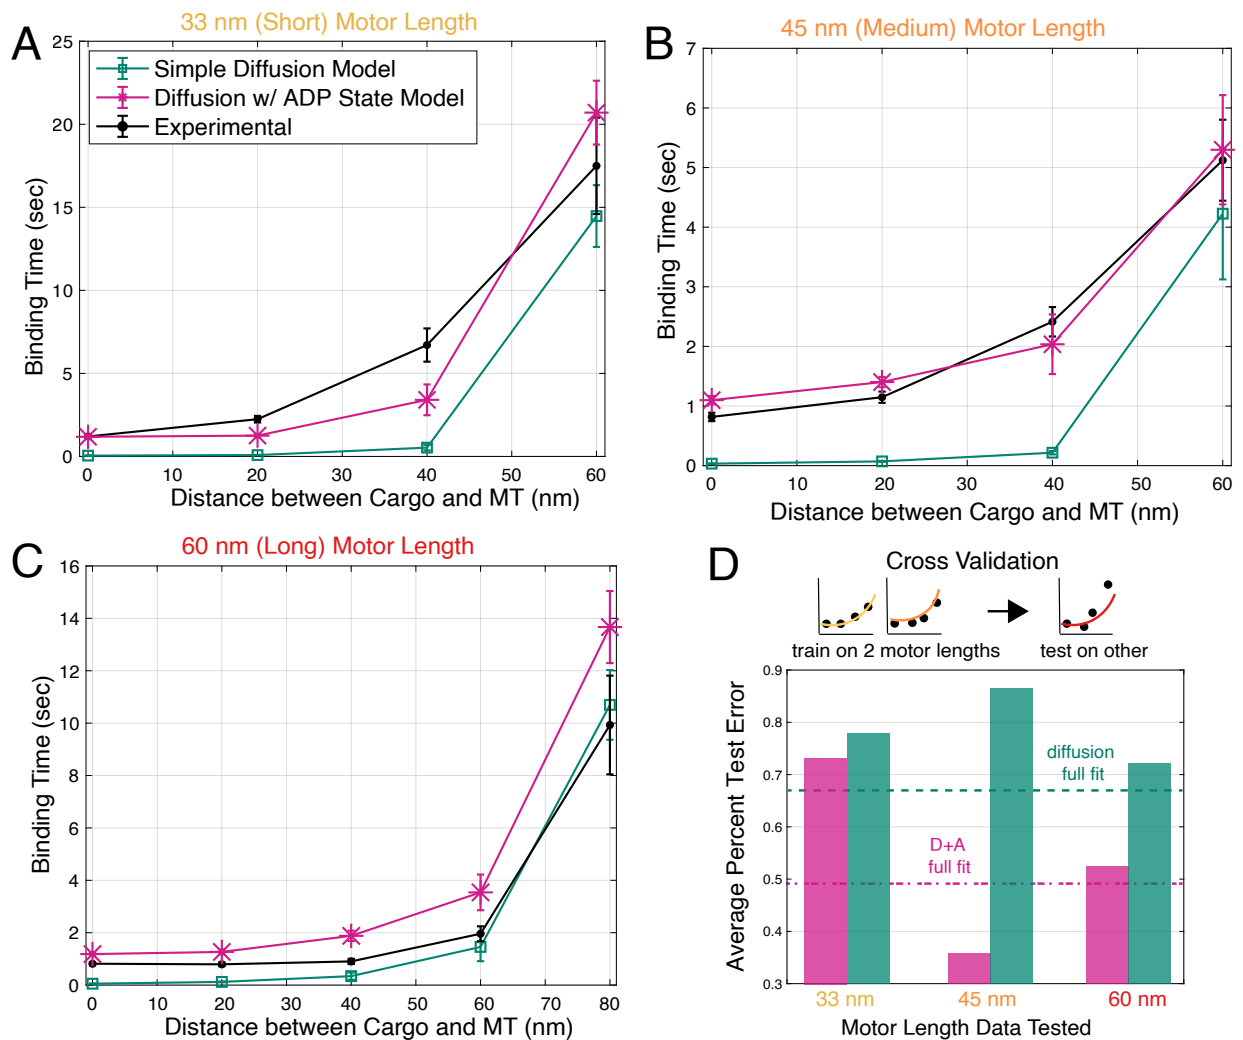 A
33 nm (Short) Motor Length
25
20
15
10
5
0
Binding Time (sec)
Simple Diffusion Model
Diffusion w/ ADP State Model
Experimental
0 10 20 30 40 50 60
Distance between Cargo and MT (nm)
B
45 nm (Medium) Motor Length
7
6
5
4
3
2
1
0
Binding Time (sec)
0 10 20 30 40 50 60
Distance between Cargo and MT (nm)
C
60 nm (Long) Motor Length
16
14
12
10
8
6
4
2
0
Binding Time (sec)
0 10 20 30 40 50 60 70 80
Distance between Cargo and MT (nm)
D
Cross Validation
train on 2 motor lengths
test on other
0.9
0.8
0.7
0.6
0.5
0.4
0.3
Average Percent Test Error
diffusion
full fit
D+A
full fit
33 nm 45 nm 60 nm
Motor Length Data Tested